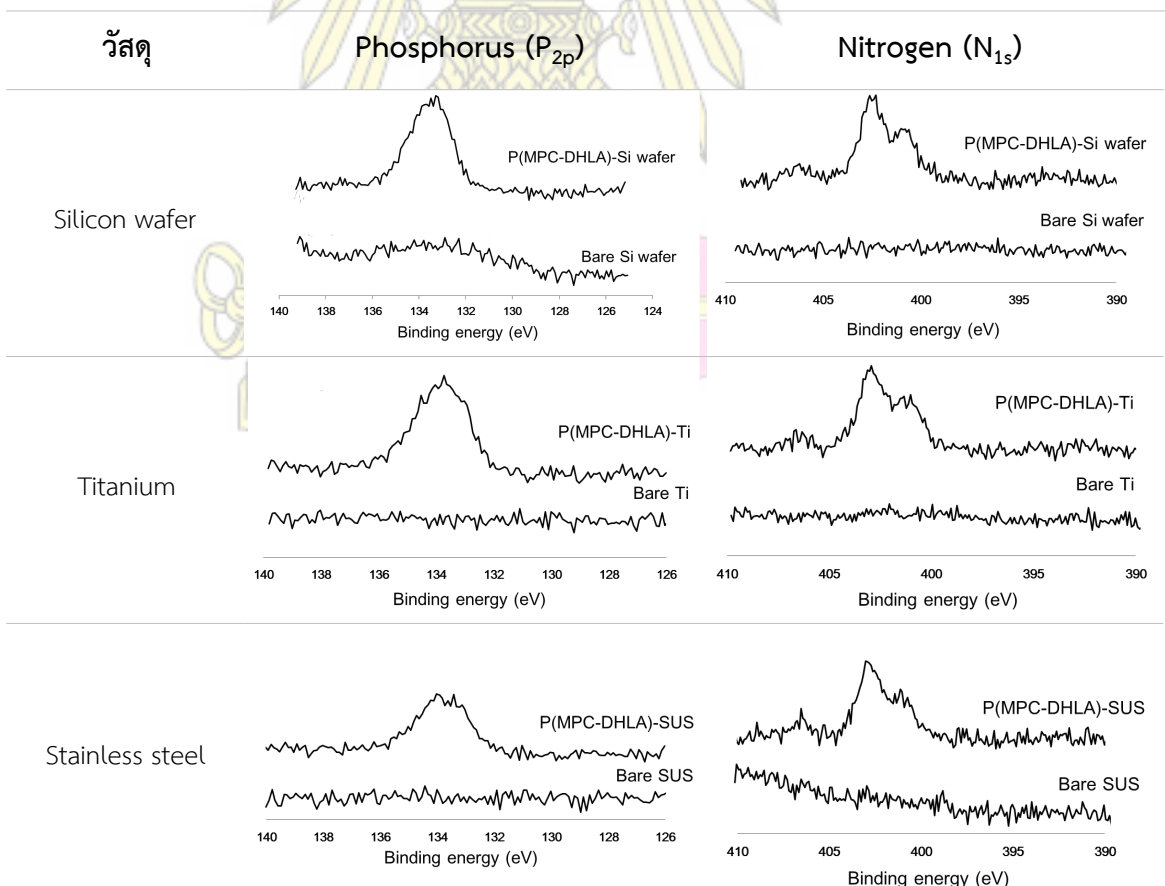 วัสดุ
Phosphorus (P2p)
Nitrogen (N1s)
Silicon wafer
P(MPC-DHLA)-Si wafer
Bare Si wafer
140 138 136 134 132 130 128 126 124
Binding energy (eV)
P(MPC-DHLA)-Si wafer
Bare Si wafer
410 405 400 395 390
Binding energy (eV)
Titanium
P(MPC-DHLA)-Ti
Bare Ti
140 138 136 134 132 130 128 126
Binding energy (eV)
P(MPC-DHLA)-Ti
Bare Ti
410 405 400 395 390
Binding energy (eV)
Stainless steel
P(MPC-DHLA)-SUS
Bare SUS
140 138 136 134 132 130 128 126
Binding energy (eV)
P(MPC-DHLA)-SUS
Bare SUS
410 405 400 395 390
Binding energy (eV)